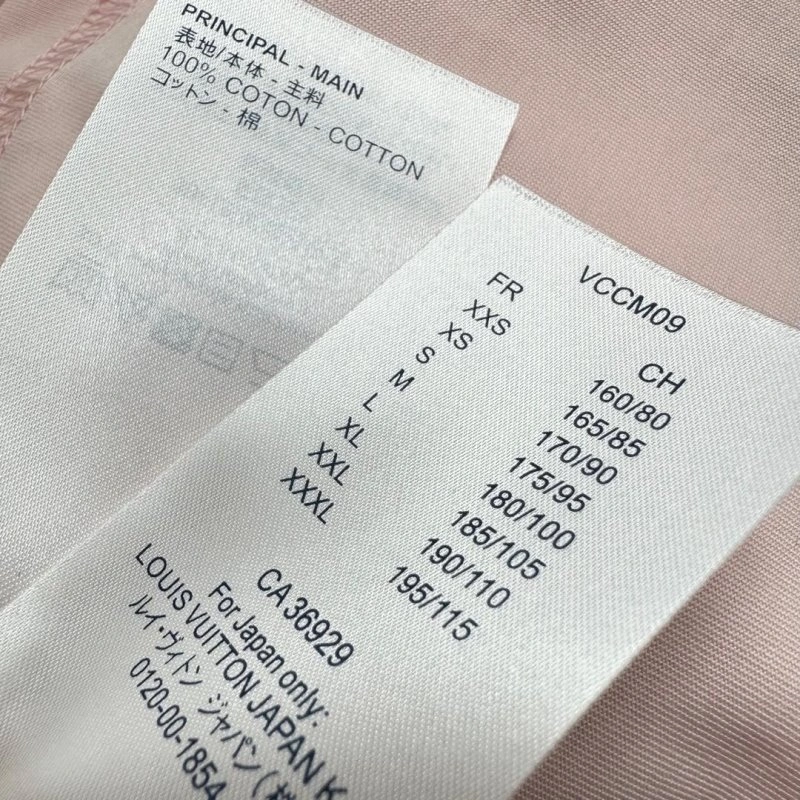 PRINCIPAL - MAIN
表地/本体 - 主料
100% COTON - COTTON
コットン - 棉
VCCM09
FR CH
XXS 160/80
XS 165/85
S 170/90
M 175/95
L 180/100
XL 185/105
XXL 190/110
XXXL 195/115
CA 36929
For Japan only:
LOUIS VUITTON JAPAN
ルイ・ヴィトン ジャパン (
0120-00-1854